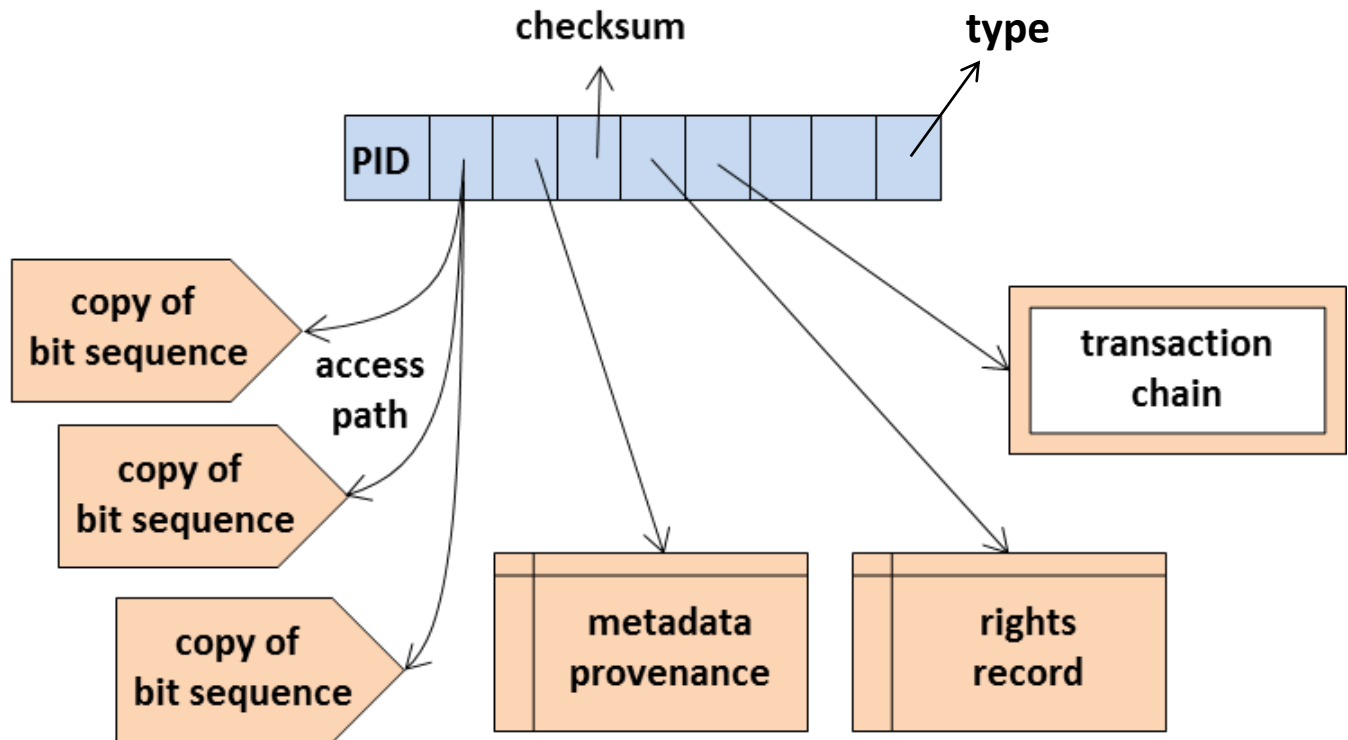 checksum
type
PID
copy of
bit sequence
access
path
copy of
bit sequence
copy of
bit sequence
metadata
provenance
rights
record
transaction
chain